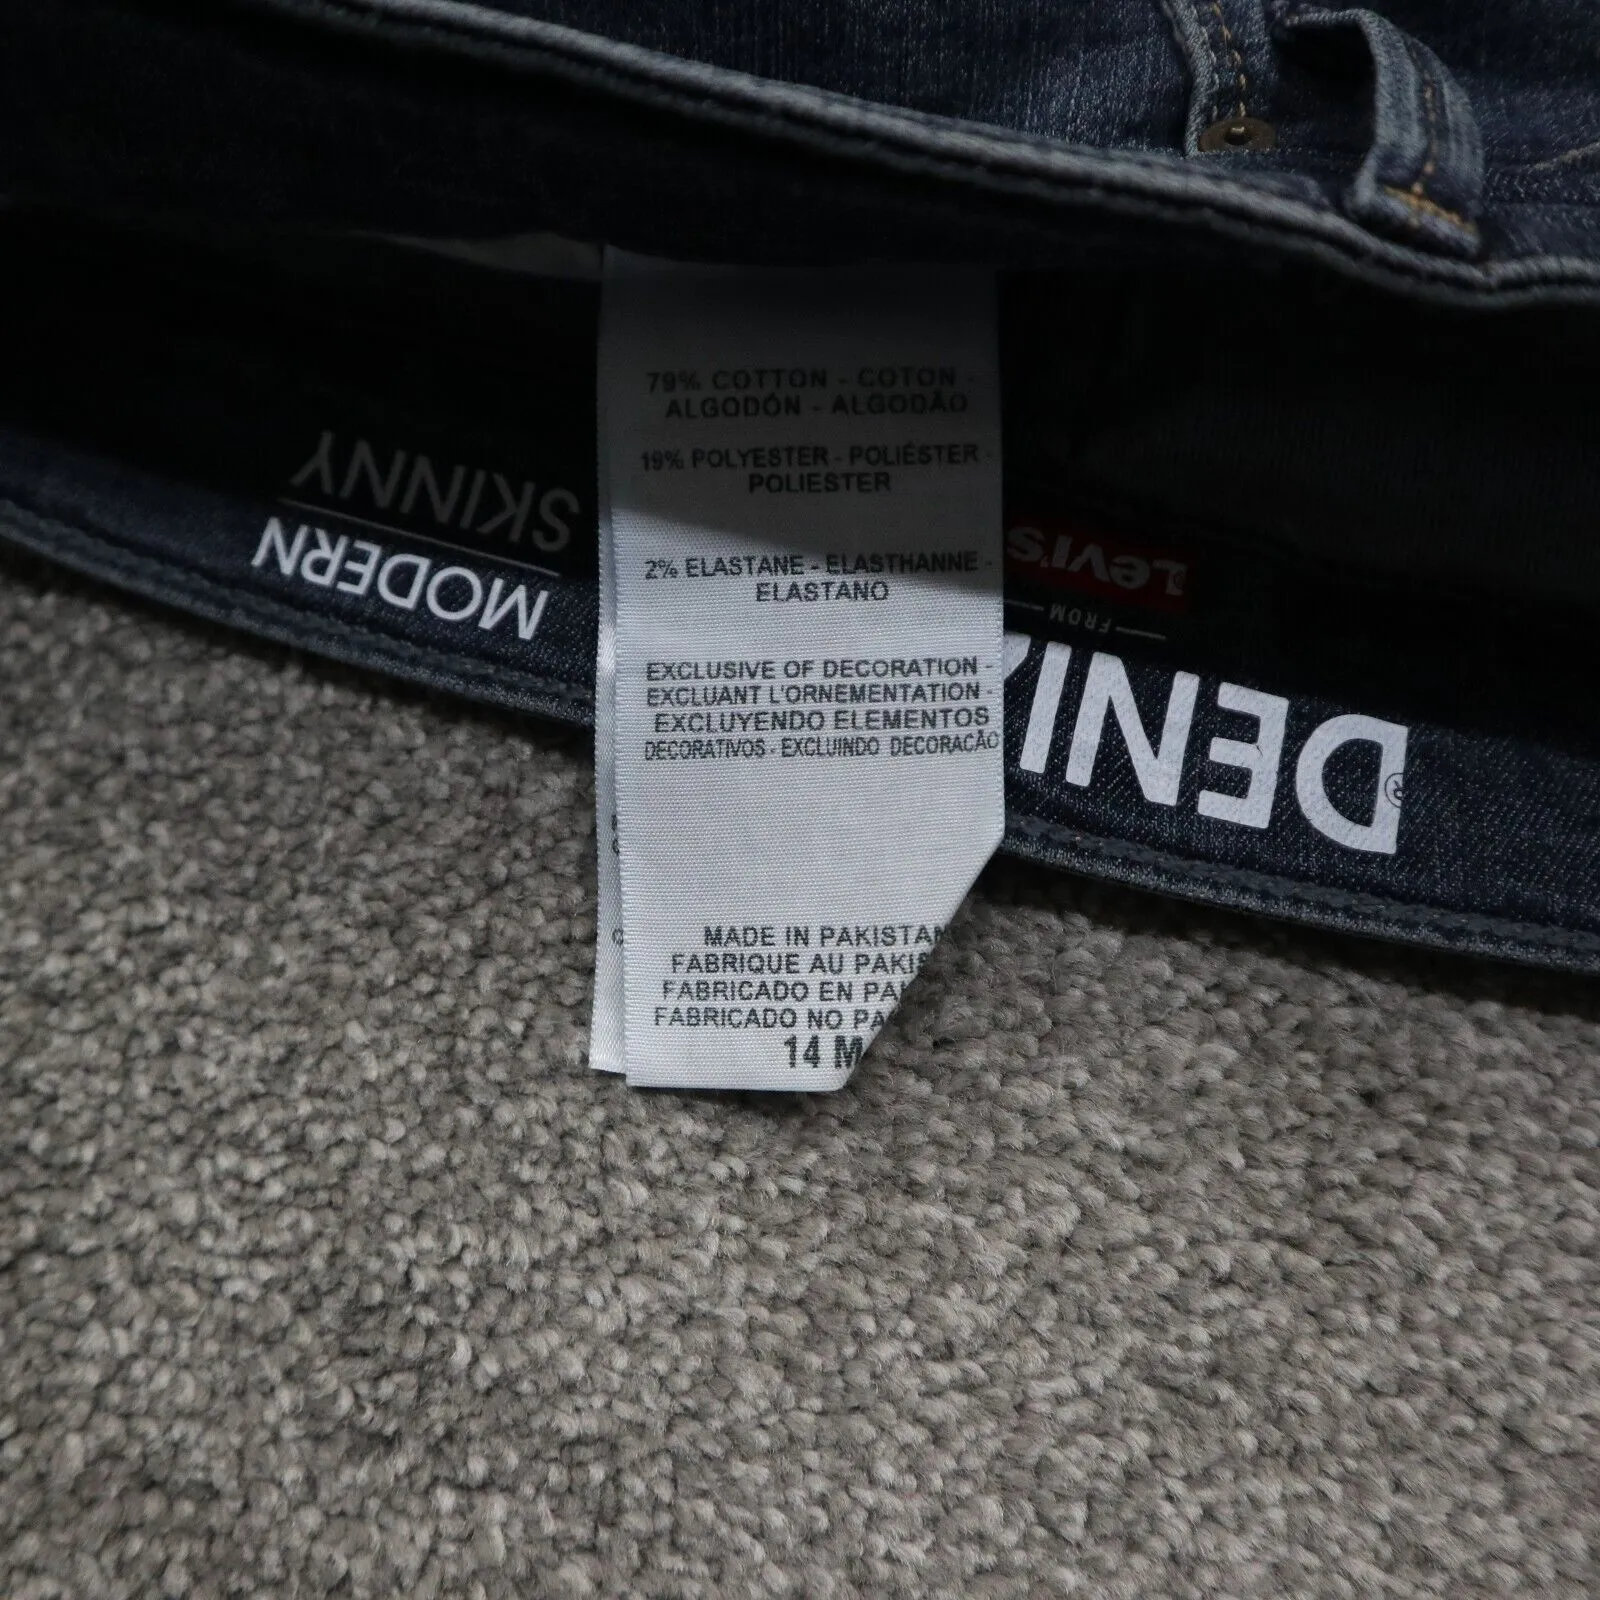 79% COTTON - COTON -
ALGODÓN - ALGODÃO
19% POLYESTER - POLIÉSTER -
POLIESTER
2% ELASTANE - ELASTHANNE -
ELASTANO
EXCLUSIVE OF DECORATION -
EXCLUANT L'ORNEMENTATION -
EXCLUYENDO ELEMENTOS
DECORATIVOS - EXCLUINDO DECORACÃO
MADE IN PAKISTAN
FABRIQUE AU PAKIS
FABRICADO EN PA
FABRICADO NO PA
14 M
DENI
®
FROM
Levi's
MODERN
SKINNY